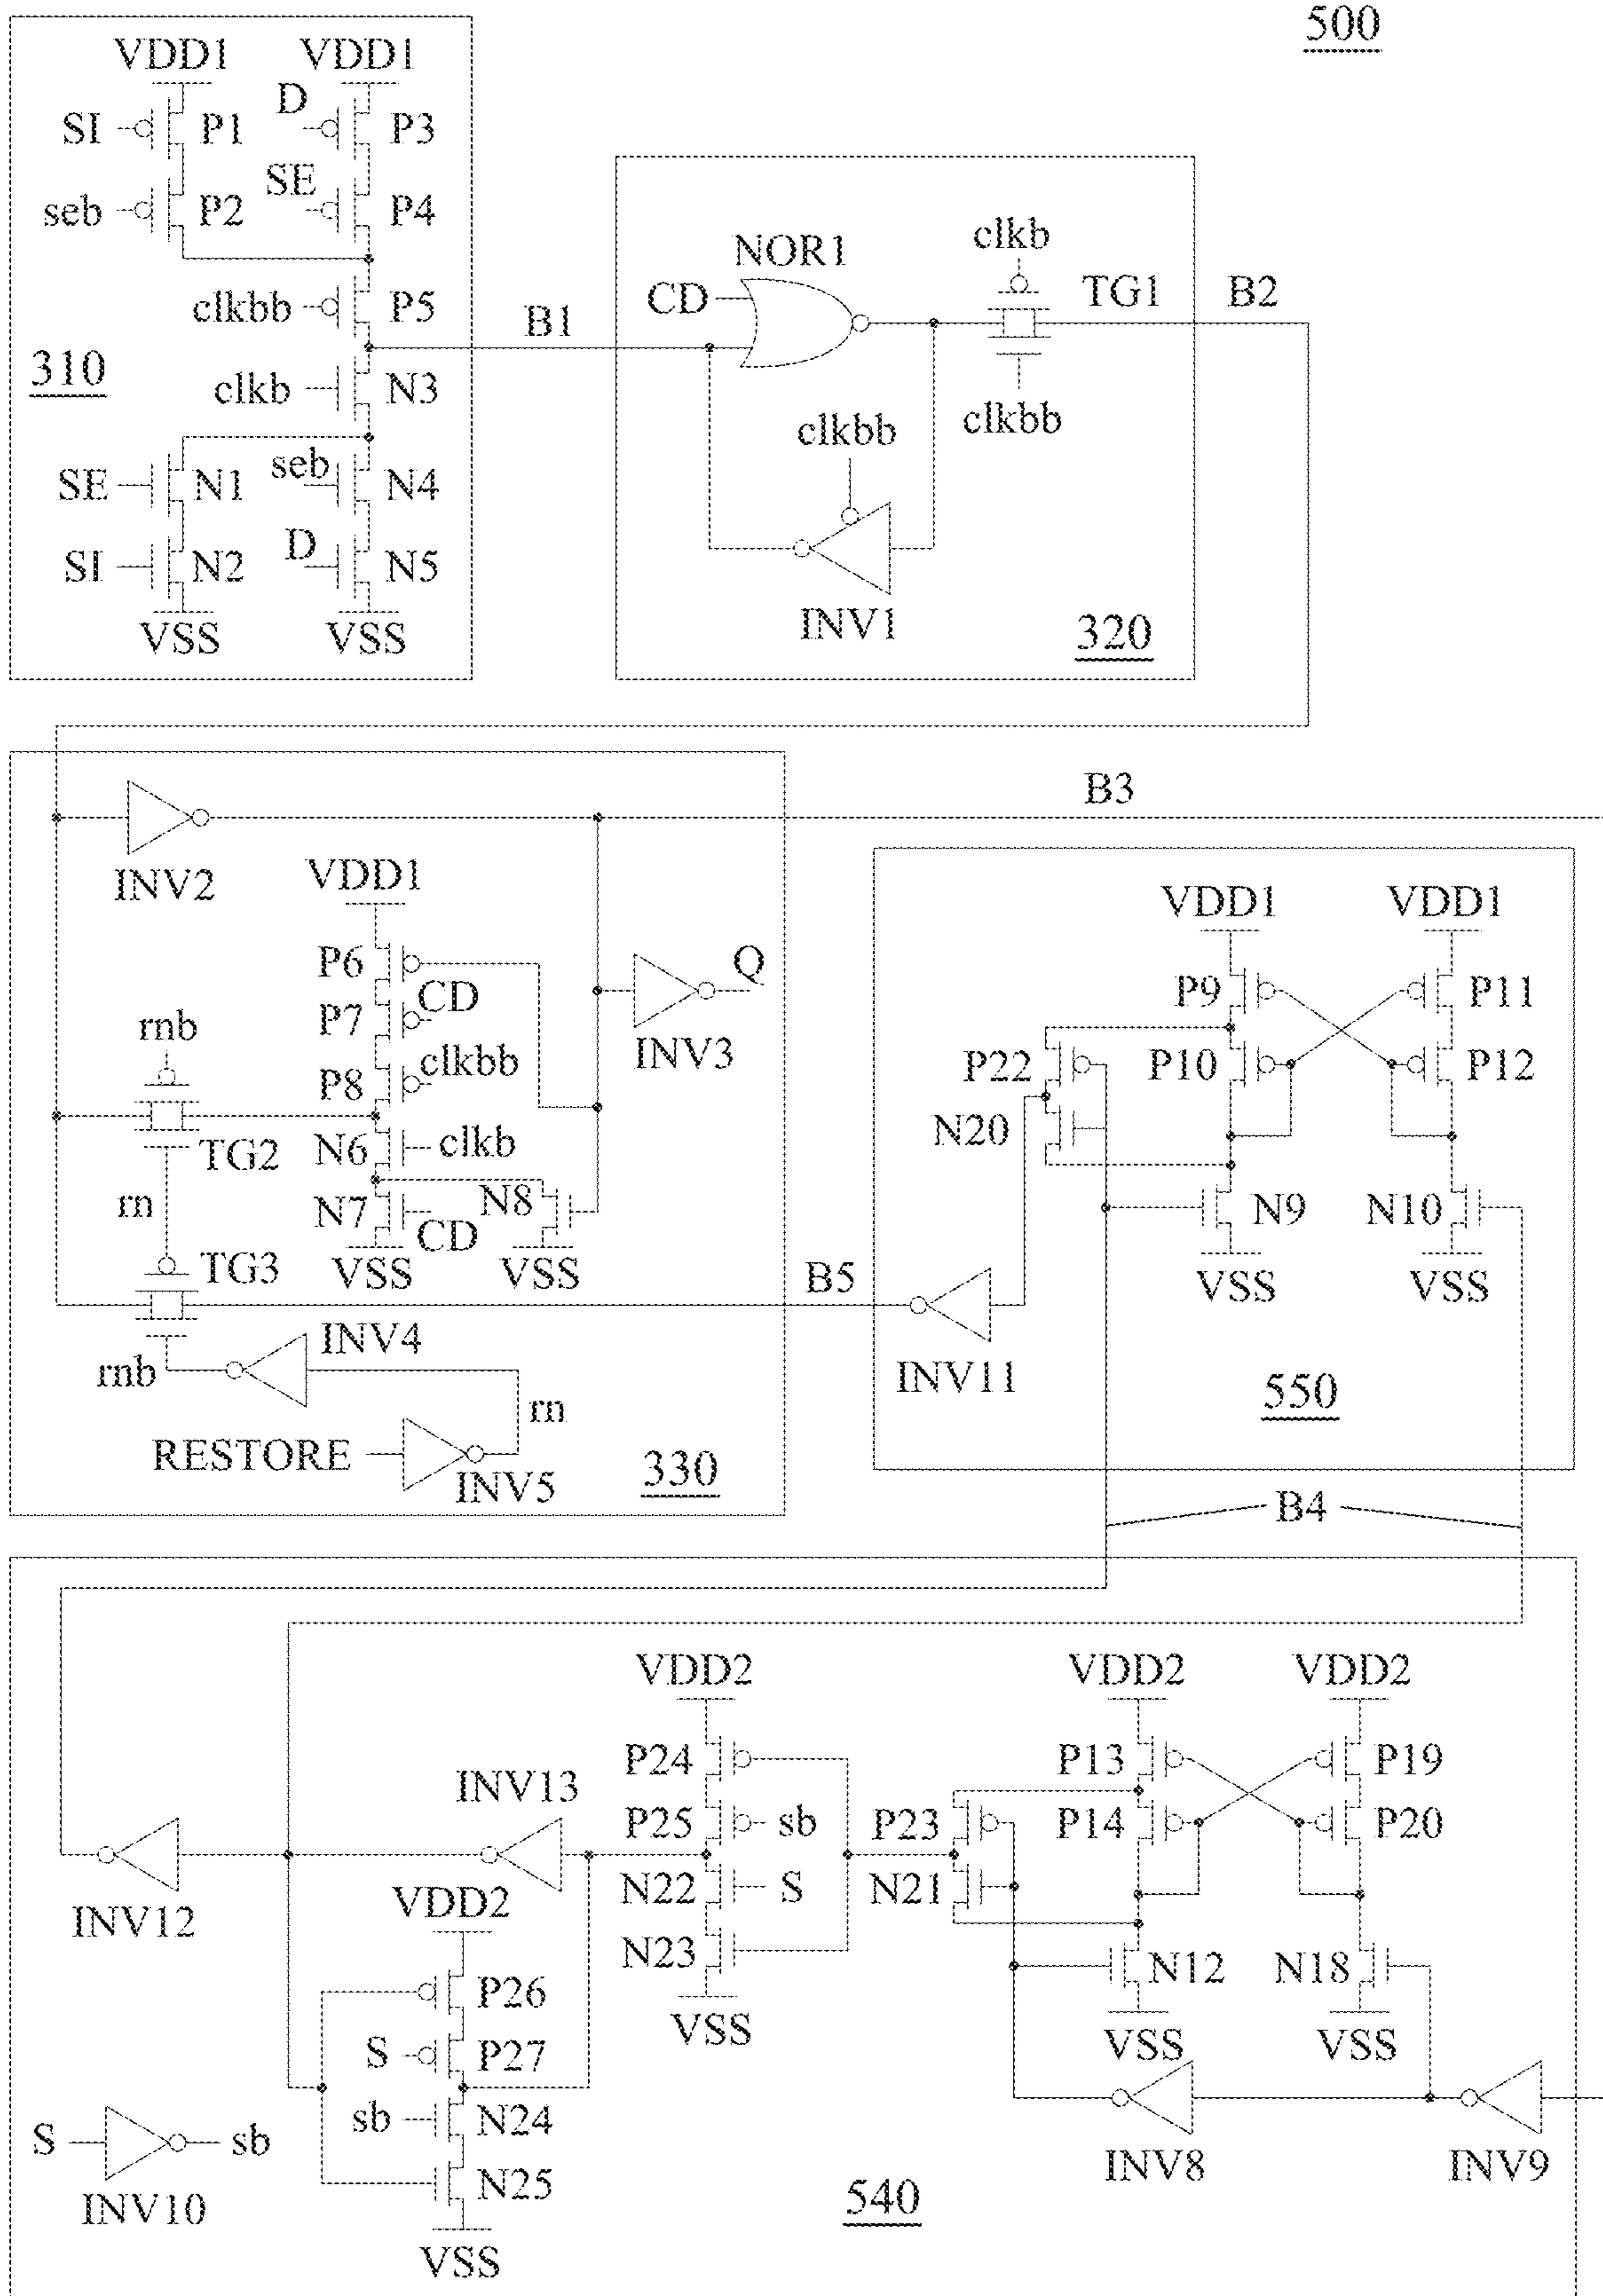 500
VDD1 VDD1
SI P1 D P3
seb P2 SE P4
clkbb P5
310
clkb N3
SE N1 seb N4
SI N2 D N5
VSS VSS
B1
NOR1
CD
clkb
TG1
clkbb
clkbb
INV1
320
B2
B3
INV2
VDD1
P6
CD
P7
clkbb
P8
rnb
TG2
N6 clkb
N7 CD
N8
VSS VSS
Q
INV3
rn
TG3
INV4
rnb
rn
RESTORE
INV5
330
B5
VDD1 VDD1
P9 P11
P22 P10 P12
N20
N9 N10
VSS VSS
INV11
550
B4
VDD2 VDD2 VDD2
P24 P13 P19
INV13
P25 sb P23 P14 P20
N22 S N21
INV12
VDD2
N23 N12 N18
VSS VSS VSS
P26
S P27
sb N24
N25
VSS
S sb
INV10
INV8 INV9
540